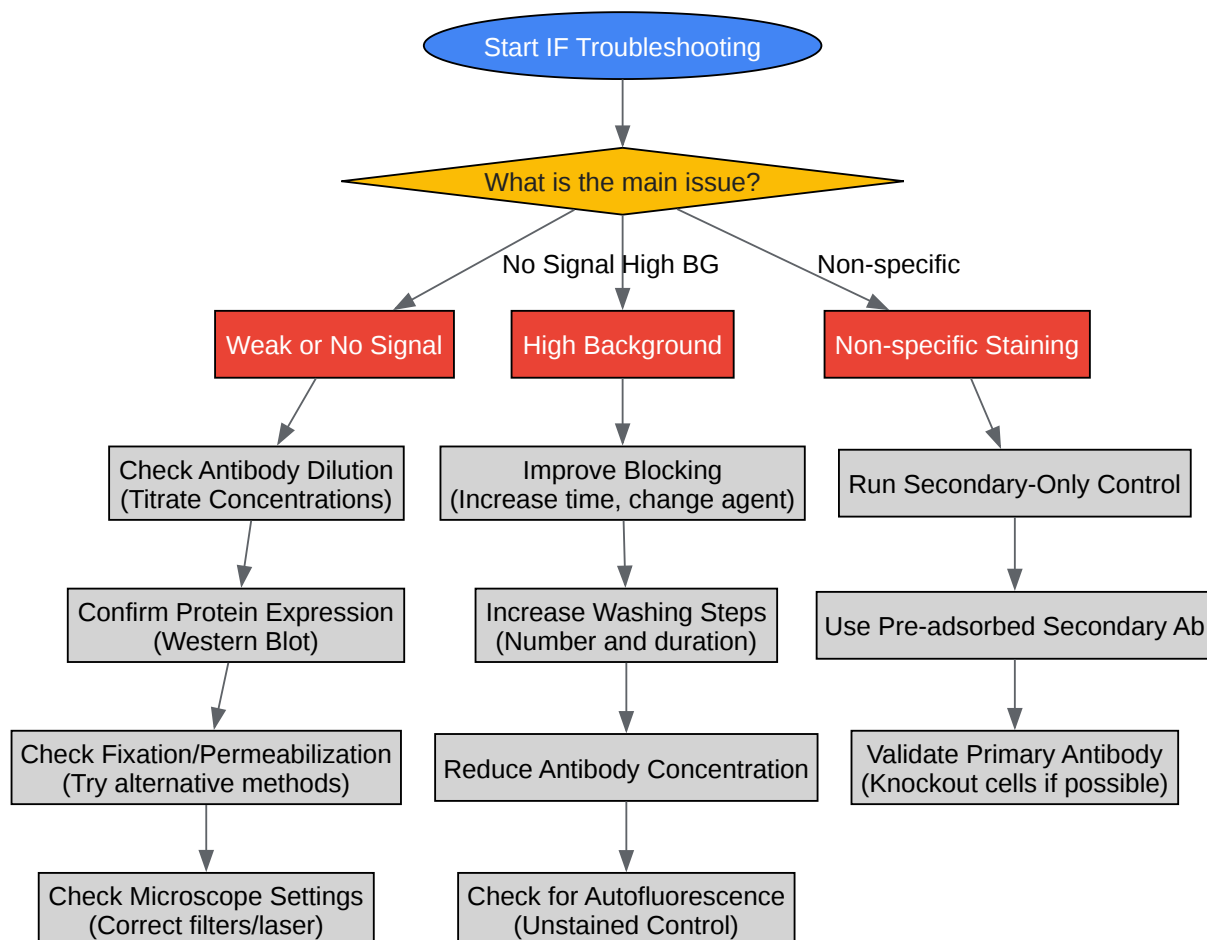 Start IF Troubleshooting
What is the main issue?
No Signal
High BG
Non-specific
Weak or No Signal
High Background
Non-specific Staining
Check Antibody Dilution
(Titrate Concentrations)
Improve Blocking
(Increase time, change agent)
Run Secondary-Only Control
Confirm Protein Expression
(Western Blot)
Increase Washing Steps
(Number and duration)
Use Pre-adsorbed Secondary Ab
Check Fixation/Permeabilization
(Try alternative methods)
Reduce Antibody Concentration
Validate Primary Antibody
(Knockout cells if possible)
Check Microscope Settings
(Correct filters/laser)
Check for Autofluorescence
(Unstained Control)